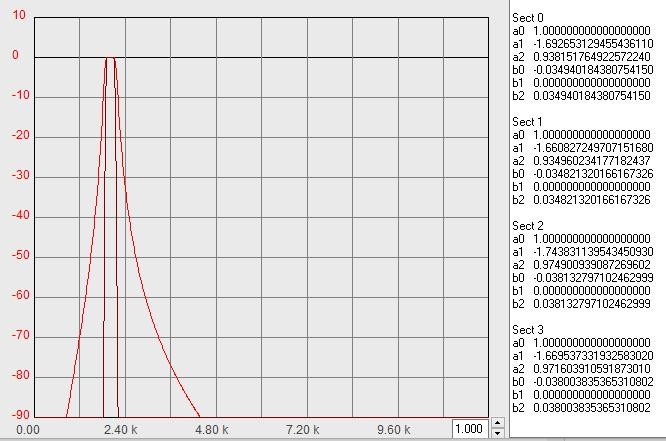 10
0
-10
-20
-30
-40
-50
-60
-70
-80
-90
0.00 2.40 k 4.80 k 7.20 k 9.60 k 1.000
Sect 0
a0 1.000000000000000000
a1 -1.692653129455436110
a2 0.938151764922572240
b0 -0.034940184380754150
b1 0.000000000000000000
b2 0.034940184380754150
Sect 1
a0 1.000000000000000000
a1 -1.660827249707151680
a2 0.934960234177182437
b0 -0.034821320166167326
b1 0.000000000000000000
b2 0.034821320166167326
Sect 2
a0 1.000000000000000000
a1 -1.743831139543450930
a2 0.974900939087269602
b0 -0.038132797102462999
b1 0.000000000000000000
b2 0.038132797102462999
Sect 3
a0 1.000000000000000000
a1 -1.669537331932583020
a2 0.971603910591873010
b0 -0.038003835365310802
b1 0.000000000000000000
b2 0.038003835365310802